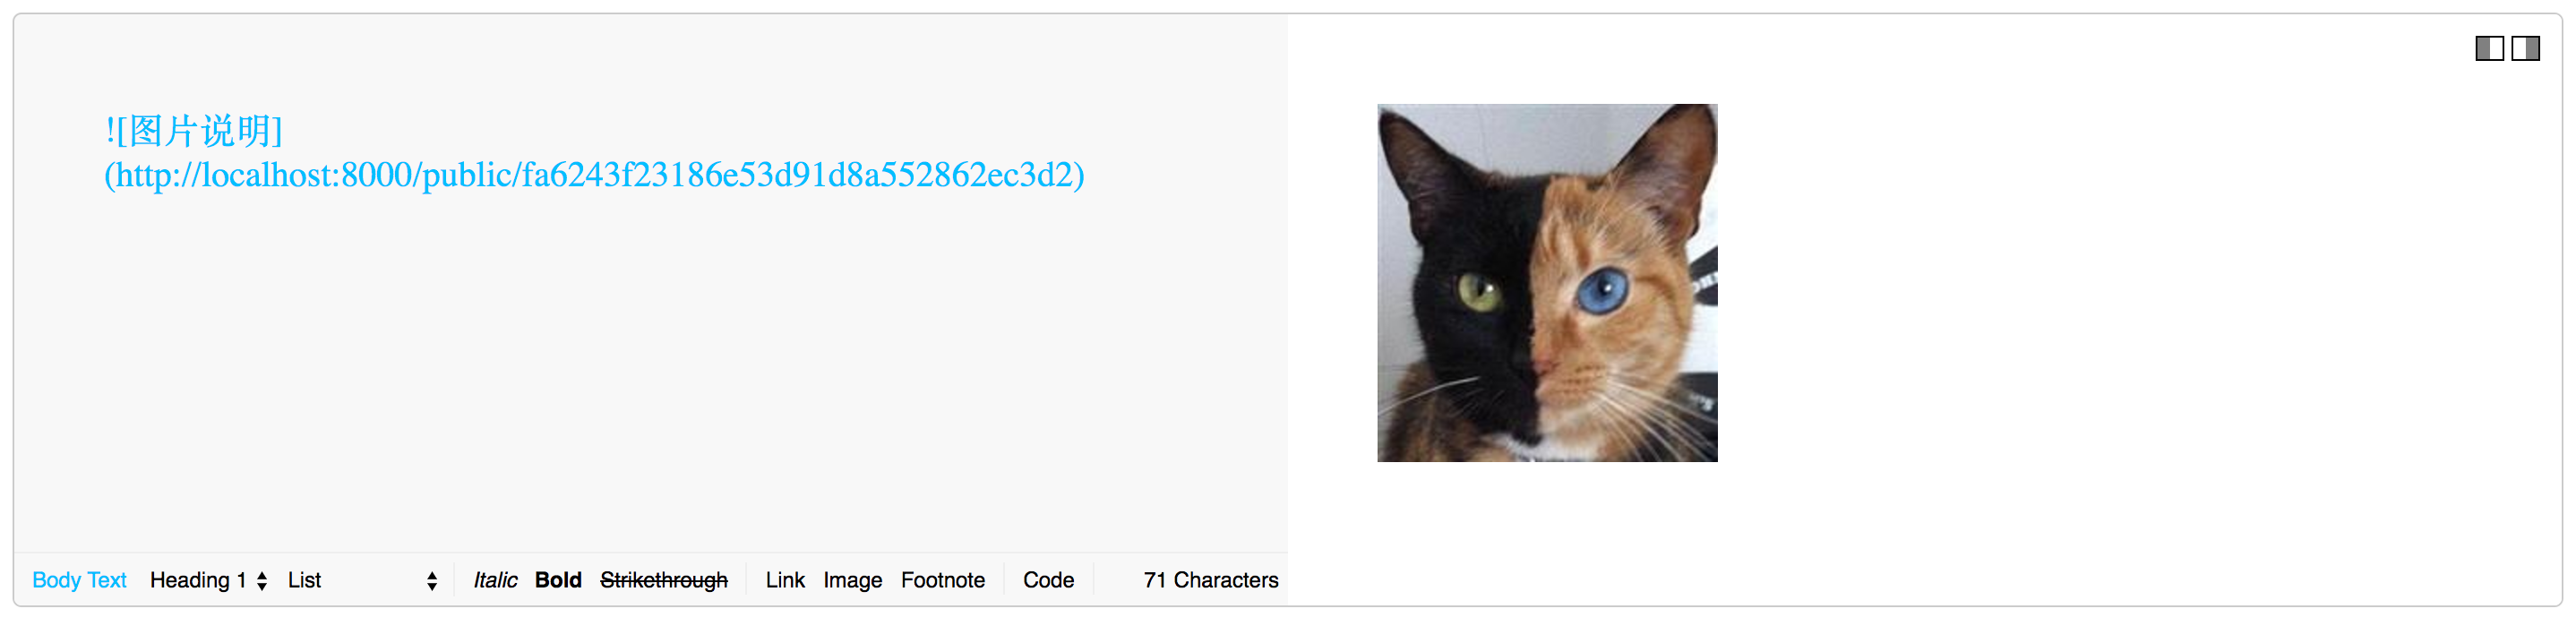 ![图片说明]
(http://localhost:8000/public/fa6243f23186e53d91d8a552862ec3d2)
Body Text Heading 1 List Italic Bold Strikethrough Link Image Footnote Code 71 Characters